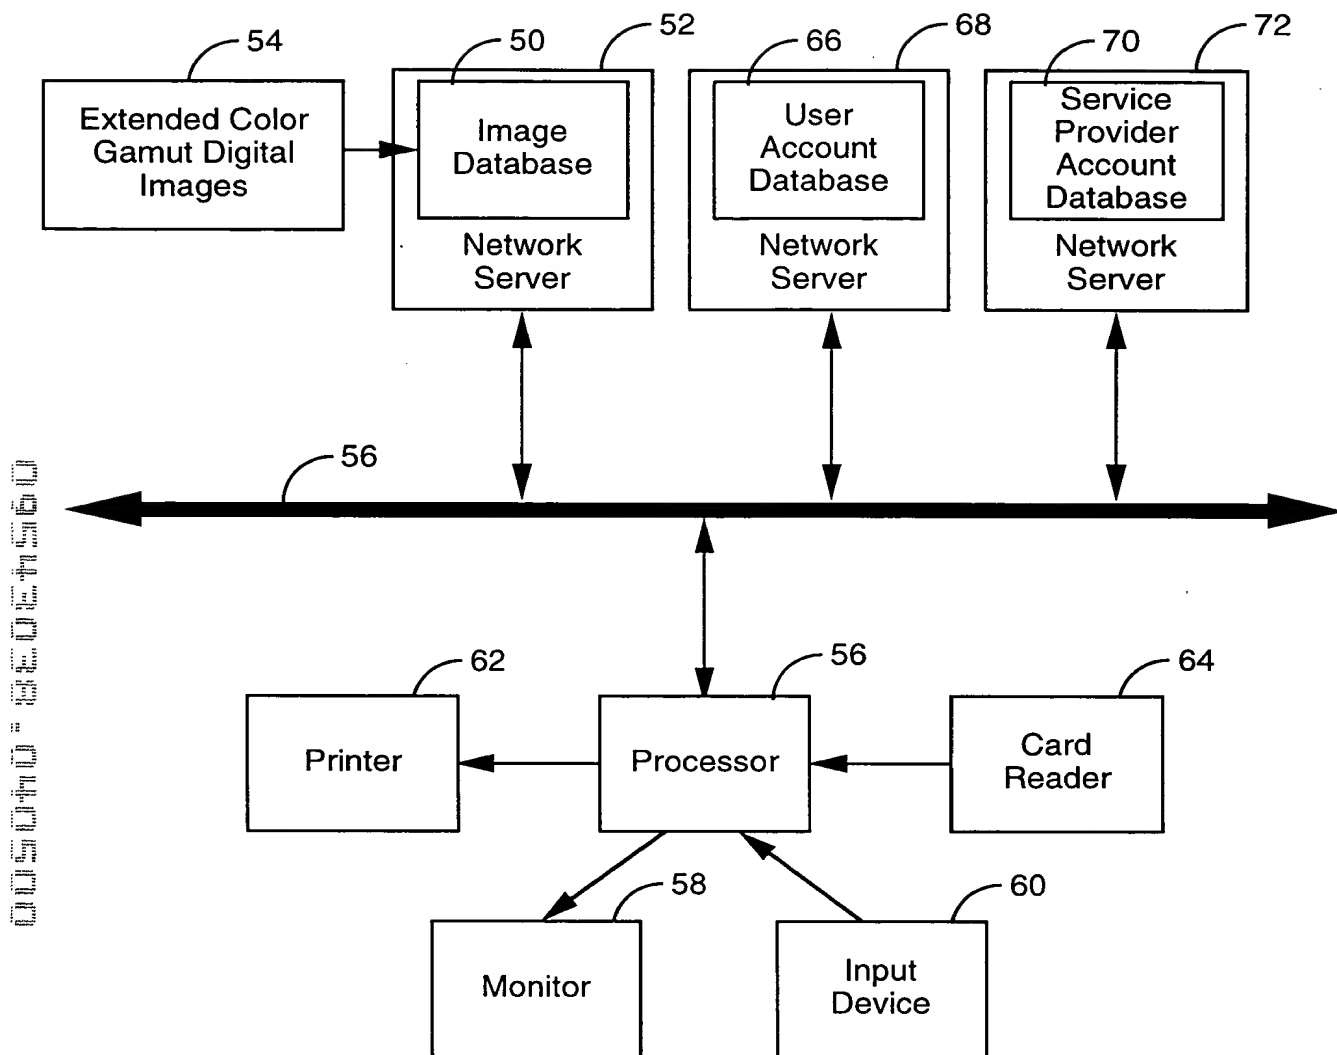 54
50
52
66
68
70
72
Extended Color
Gamut Digital
Images
Image
Database
Network
Server
User
Account
Database
Network
Server
Service
Provider
Account
Database
Network
Server
56
62
56
64
Printer
Processor
Card
Reader
58
60
Monitor
Input
Device